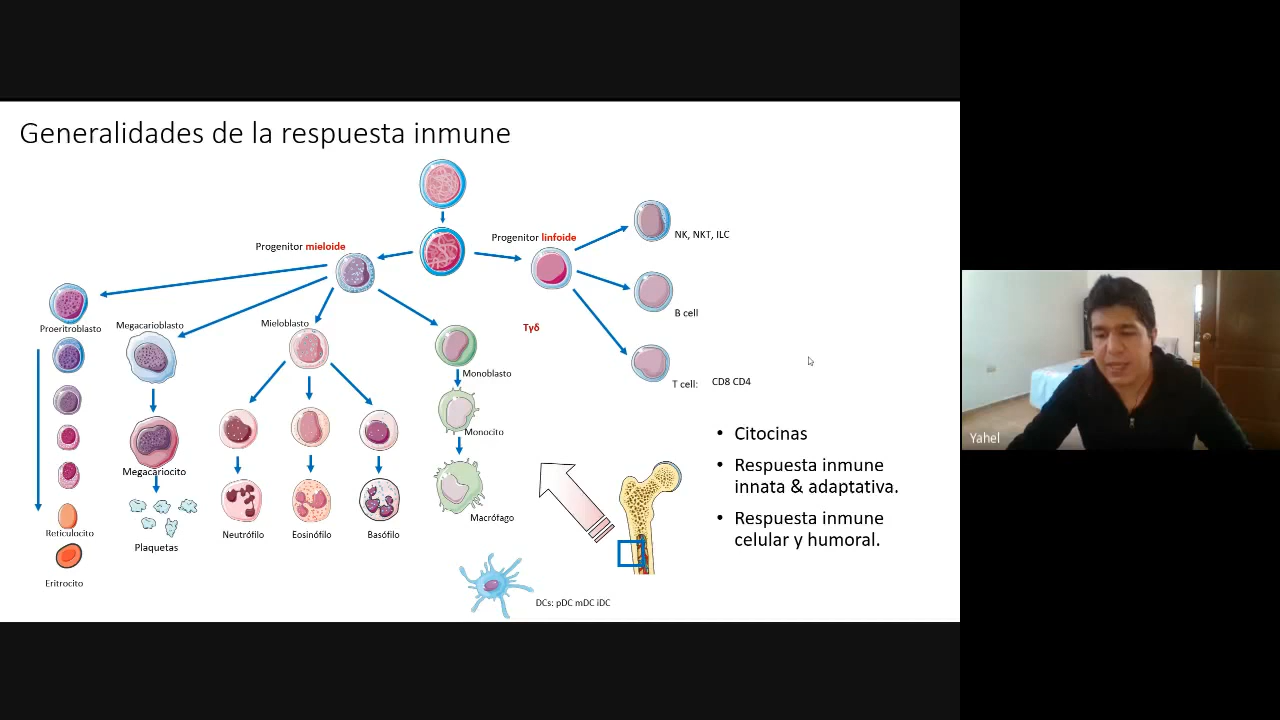 Generalidades de la respuesta inmune
Progenitor mieloide
Progenitor linfoide
NK, NKT, ILC
B cell
T cell: CD8 CD4
Tγδ
Proeritroblasto
Megacarioblasto
Mieloblasto
Monoblasto
Monocito
Macrófago
Megacariocito
Plaquetas
Reticulocito
Eritrocito
Neutrófilo
Eosinófilo
Basófilo
DCs: pDC mDC iDC
• Citocinas
• Respuesta inmune
innata & adaptativa.
• Respuesta inmune
celular y humoral.
Yahel